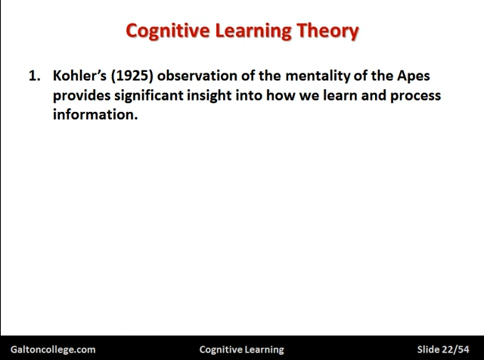 Cognitive Learning Theory
1. Kohler's (1925) observation of the mentality of the Apes
provides significant insight into how we learn and process
information.
Galtoncollege.com Cognitive Learning Slide 22/54